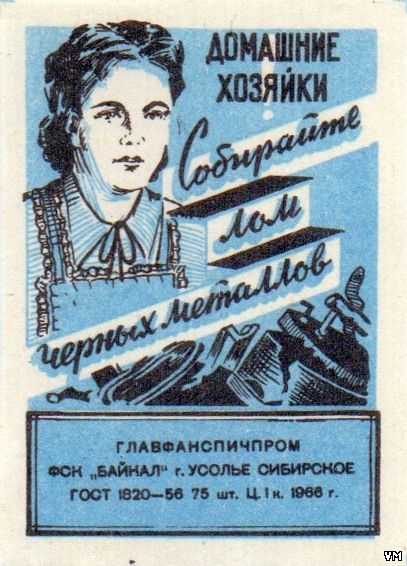 ДОМАШНИЕ
ХОЗЯЙКИ!
Собирайте
лом
черных металлов
ГЛАВФАНСПИЧПРОМ
ФСК „БАЙКАЛ" г. УСОЛЬЕ СИБИРСКОЕ
ГОСТ 1820—56 75 шт. Ц. 1 к. 1966 г.
VM